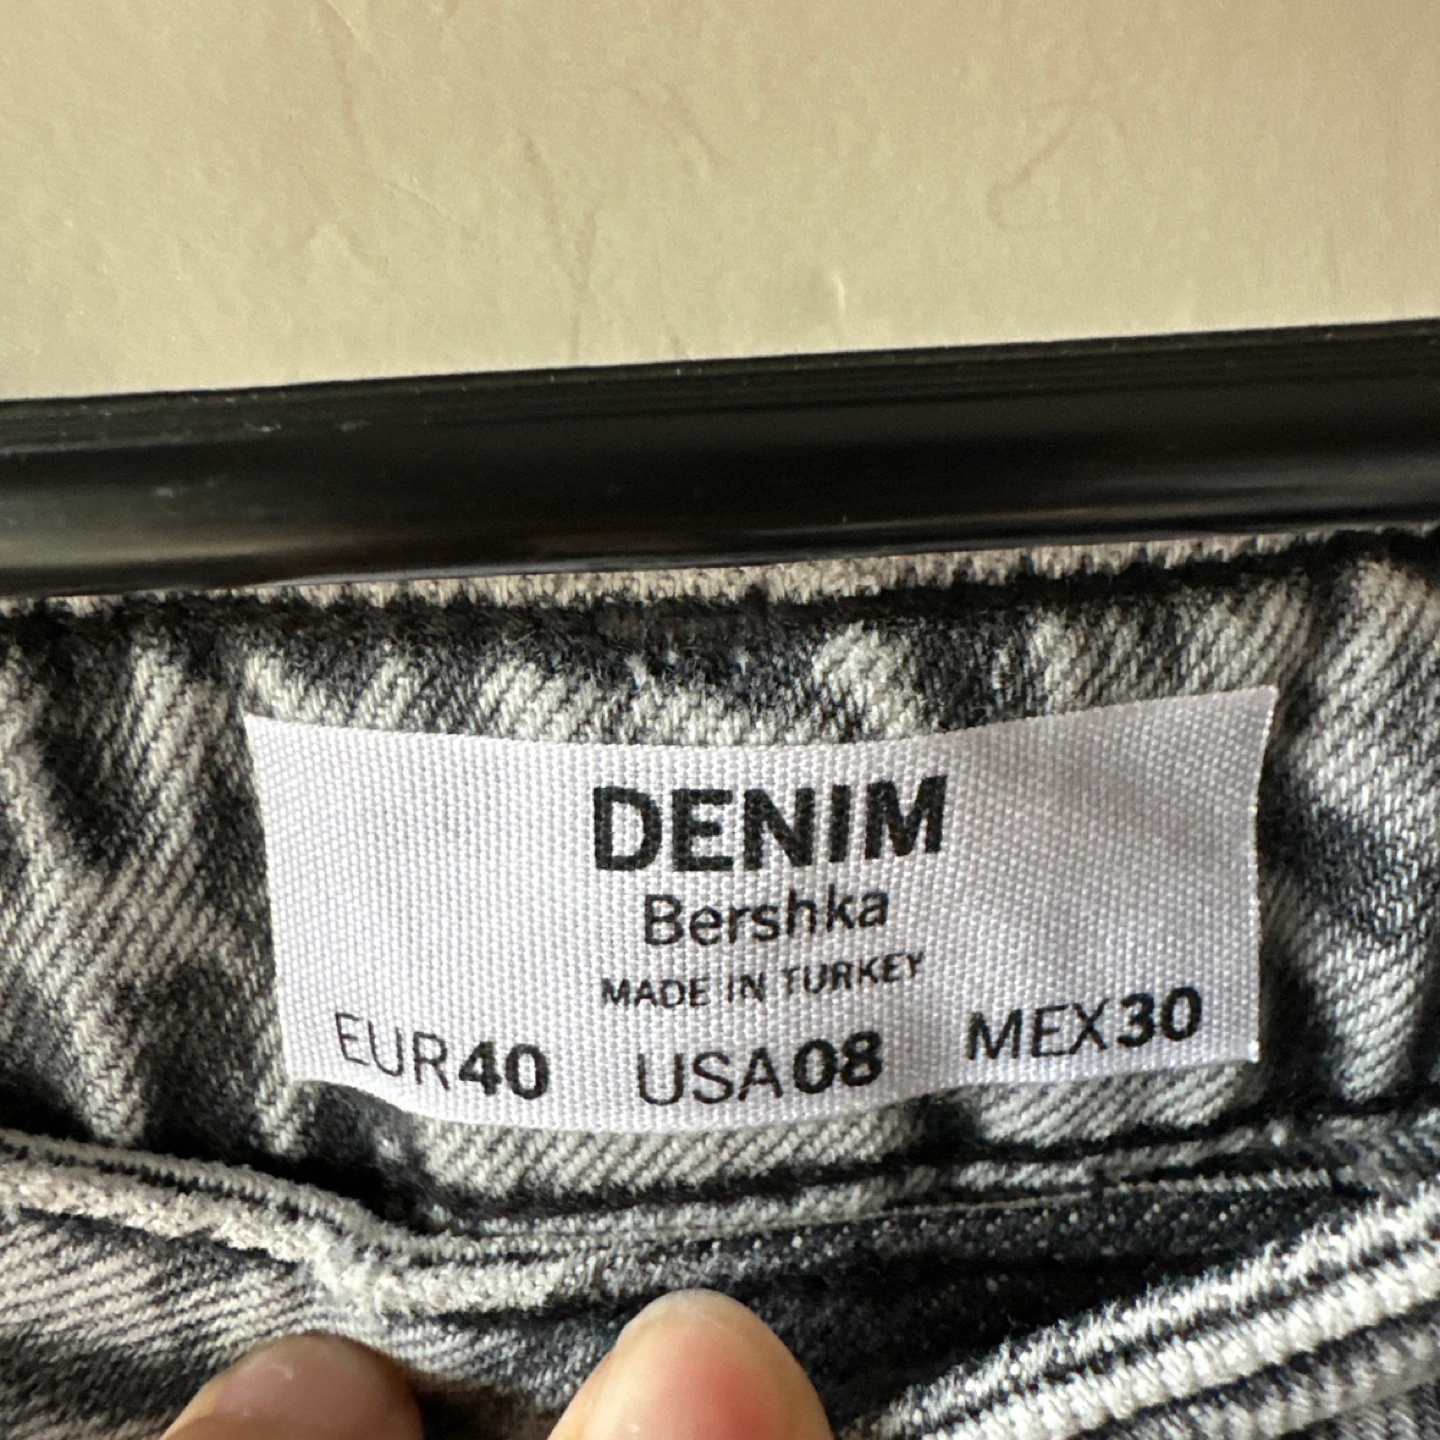 DENIM
Bershka
MADE IN TURKEY
EUR40 USA08 MEX30